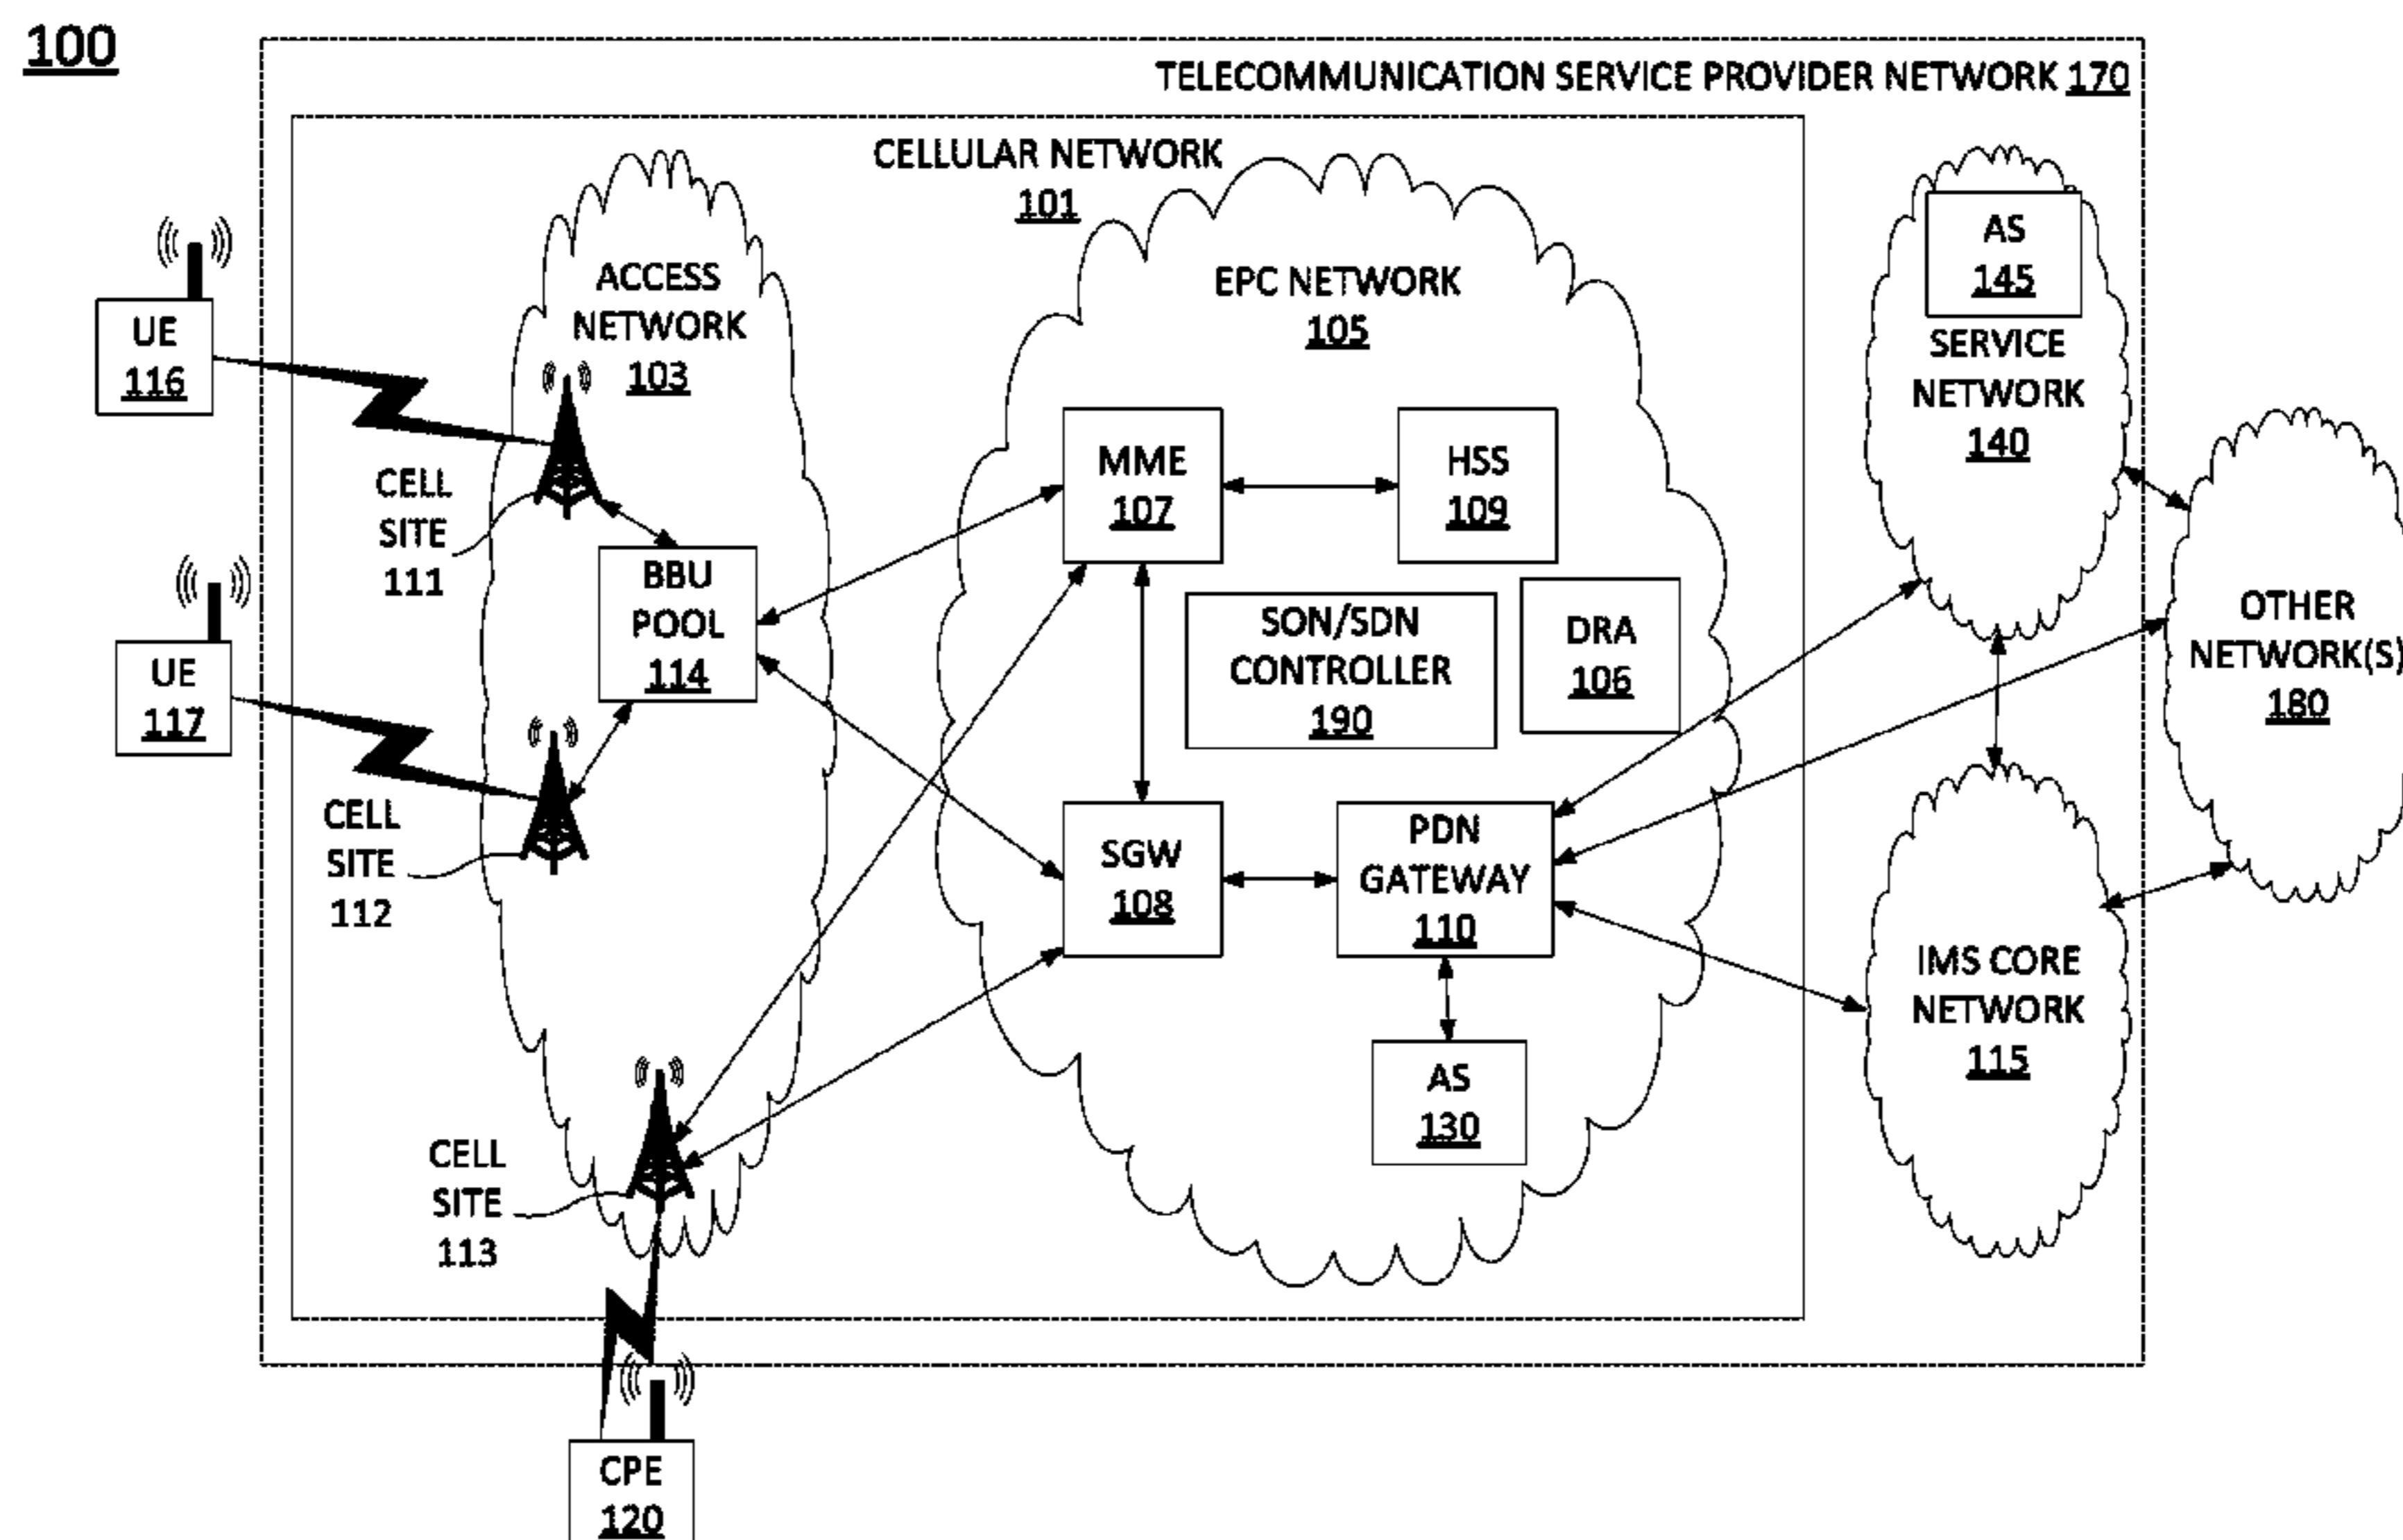 100
TELECOMMUNICATION SERVICE PROVIDER NETWORK 170
CELLULAR NETWORK
101
ACCESS
NETWORK
103
EPC NETWORK
105
AS
145
SERVICE
NETWORK
140
UE
116
CELL
SITE
111
MME
107
HSS
109
BBU
POOL
114
SON/SDN
CONTROLLER
190
DRA
106
OTHER
NETWORK(S)
180
UE
117
CELL
SITE
112
SGW
108
PDN
GATEWAY
110
IMS CORE
NETWORK
115
AS
130
CELL
SITE
113
CPE
120